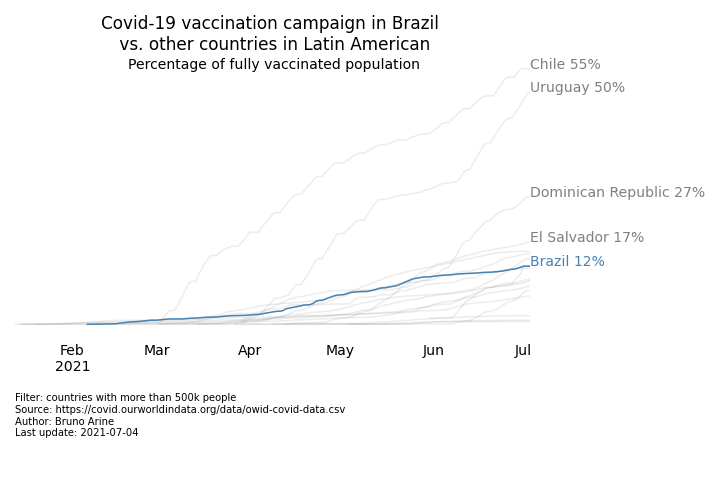 Covid-19 vaccination campaign in Brazil
vs. other countries in Latin American
Percentage of fully vaccinated population
Chile 55%
Uruguay 50%
Dominican Republic 27%
El Salvador 17%
Brazil 12%
Feb Mar Apr May Jun Jul
2021
Filter: countries with more than 500k people
Source: https://covid.ourworldindata.org/data/owid-covid-data.csv
Author: Bruno Arine
Last update: 2021-07-04